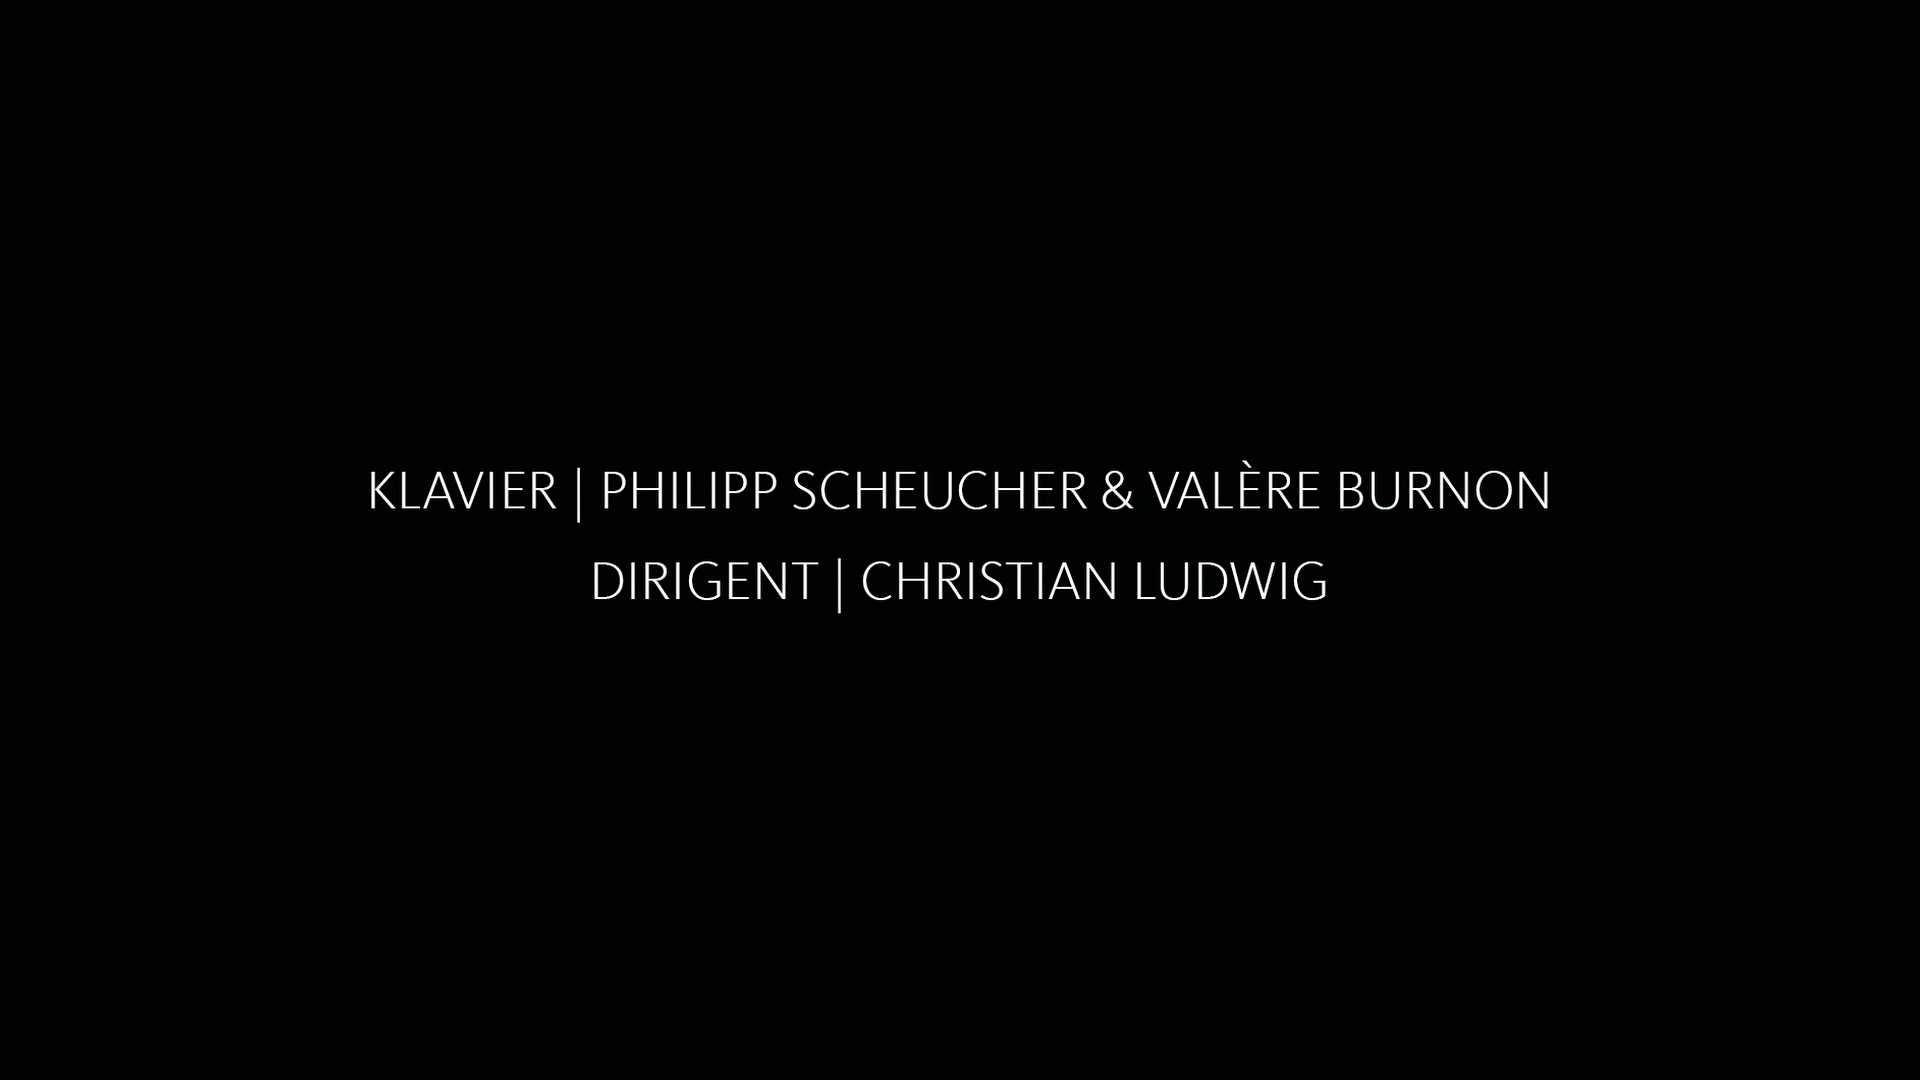 KLAVIER | PHILIPP SCHEUCHER & VALÈRE BURNON
DIRIGENT | CHRISTIAN LUDWIG